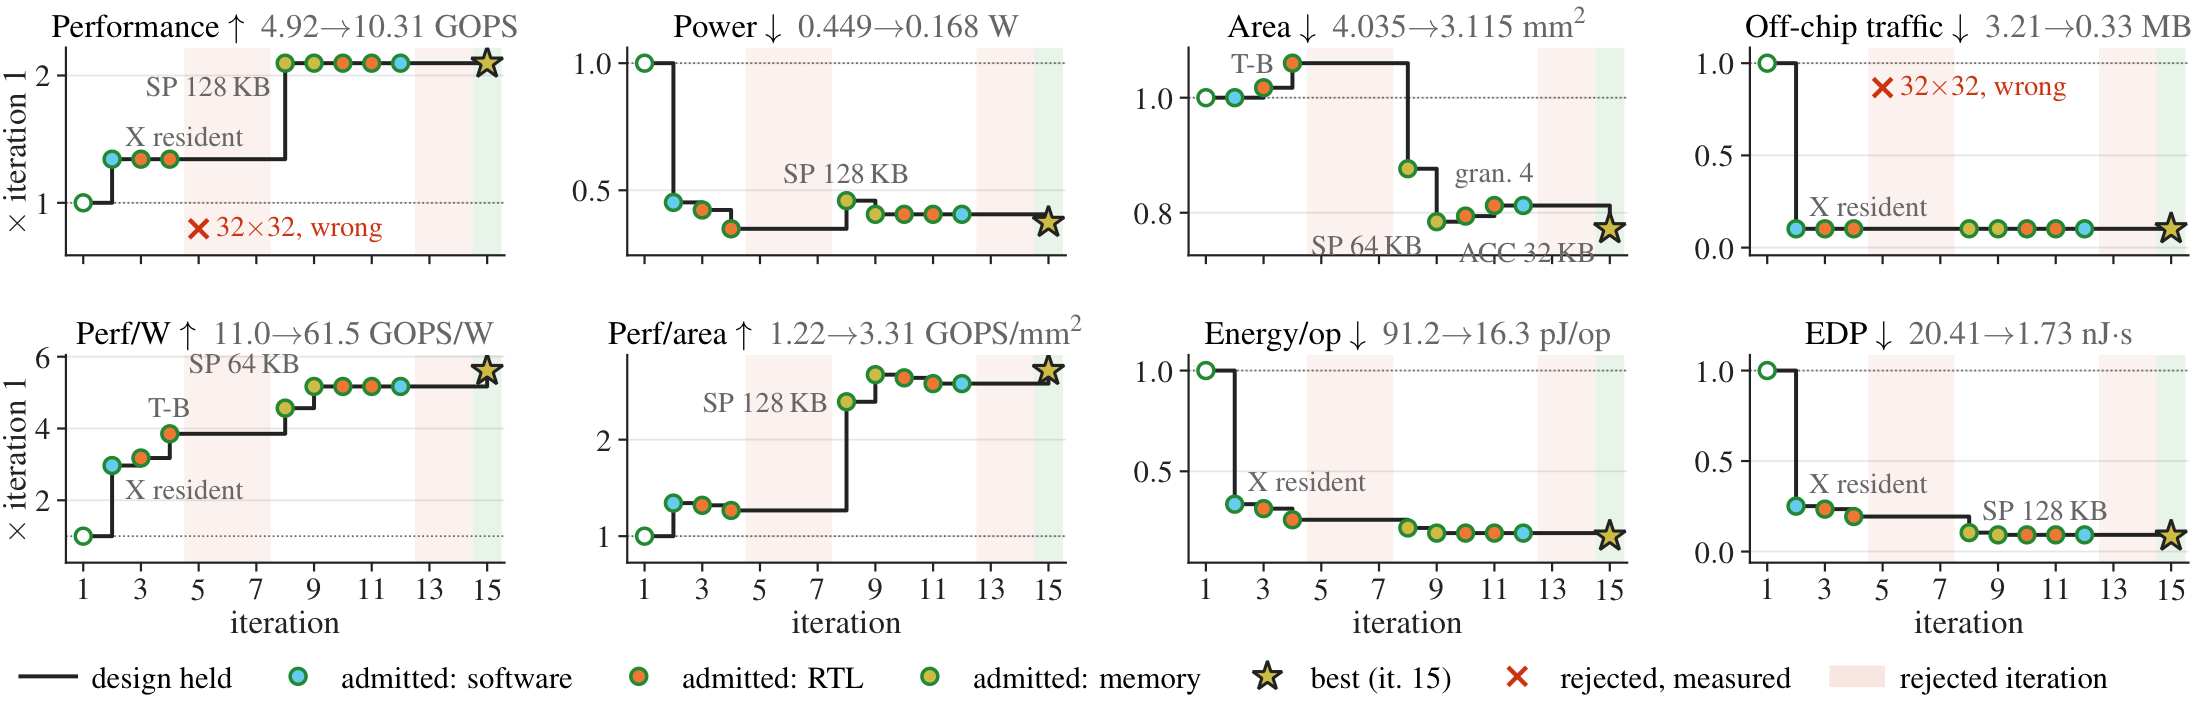 Performance ↑ 4.92→10.31 GOPS
× iteration 1
2
1
SP 128 KB
X resident
32×32, wrong
Power ↓ 0.449→0.168 W
1.0
0.5
SP 128 KB
Area ↓ 4.035→3.115 mm²
1.0
0.8
T-B
gran. 4
SP 64 KB
ACC 32 KB
Off-chip traffic ↓ 3.21→0.33 MB
1.0
0.5
0.0
32×32, wrong
X resident
Perf/W ↑ 11.0→61.5 GOPS/W
× iteration 1
6
4
2
SP 64 KB
T-B
X resident
1 3 5 7 9 11 13 15
iteration
Perf/area ↑ 1.22→3.31 GOPS/mm²
2
1
SP 128 KB
1 3 5 7 9 11 13 15
iteration
Energy/op ↓ 91.2→16.3 pJ/op
1.0
0.5
X resident
1 3 5 7 9 11 13 15
iteration
EDP ↓ 20.41→1.73 nJ·s
1.0
0.5
0.0
X resident
SP 128 KB
1 3 5 7 9 11 13 15
iteration
design held
admitted: software
admitted: RTL
admitted: memory
best (it. 15)
rejected, measured
rejected iteration